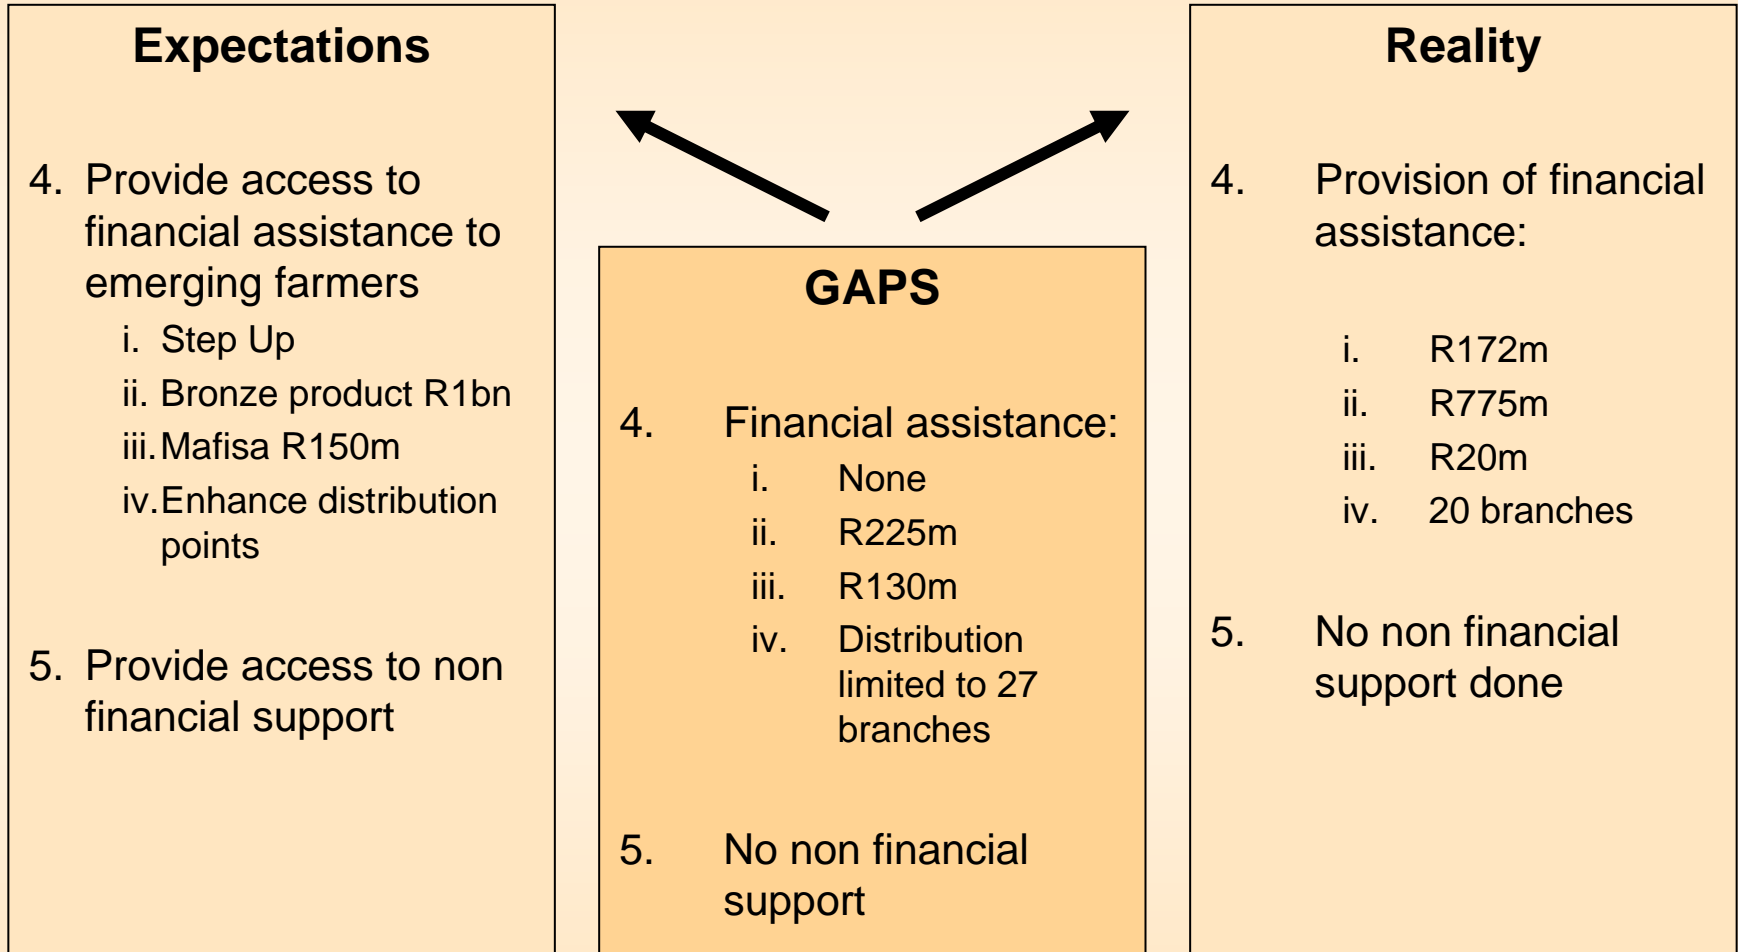 Expectations
4. Provide access to
financial assistance to
emerging farmers
i. Step Up
ii. Bronze product R1bn
iii. Mafisa R150m
iv. Enhance distribution
points
5. Provide access to non
financial support
GAPS
4. Financial assistance:
i. None
ii. R225m
iii. R130m
iv. Distribution
limited to 27
branches
5. No non financial
support
Reality
4. Provision of financial
assistance:
i. R172m
ii. R775m
iii. R20m
iv. 20 branches
5. No non financial
support done